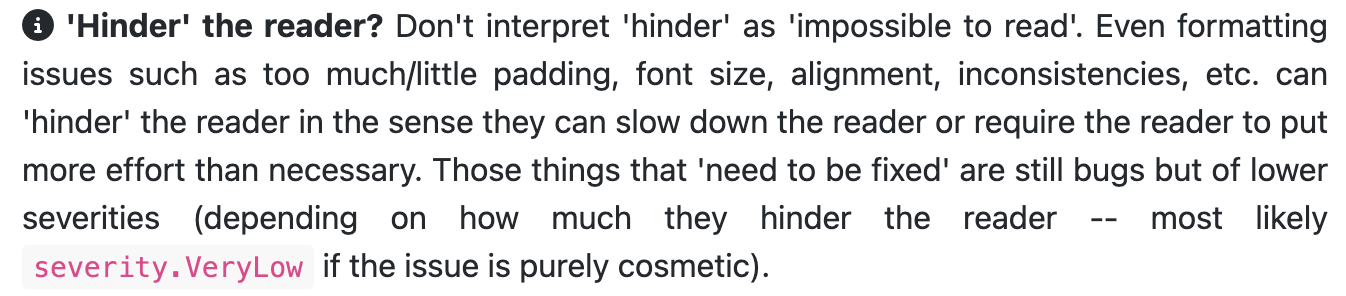 'Hinder' the reader? Don't interpret 'hinder' as 'impossible to read'. Even formatting
issues such as too much/little padding, font size, alignment, inconsistencies, etc. can
'hinder' the reader in the sense they can slow down the reader or require the reader to put
more effort than necessary. Those things that 'need to be fixed' are still bugs but of lower
severities (depending on how much they hinder the reader -- most likely
severity.VeryLow if the issue is purely cosmetic).